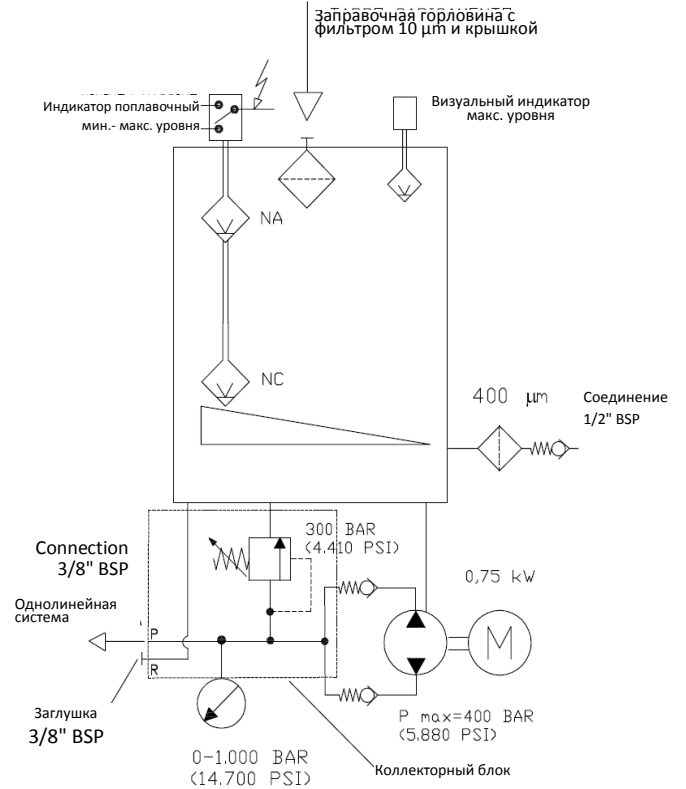 Заправочная горловина с
фильтром 10 µm и крышкой
Индикатор поплавочный
мин.- макс. уровня
Визуальный индикатор
макс. уровня
NA
NC
400 µm
Соединение
1/2" BSP
300 BAR
(4.410 PSI)
Connection
3/8" BSP
0,75 kW
Однолинейная
система
P
R
M
Заглушка
3/8" BSP
P max=400 BAR
(5.880 PSI)
0-1.000 BAR
(14.700 PSI)
Коллекторный блок